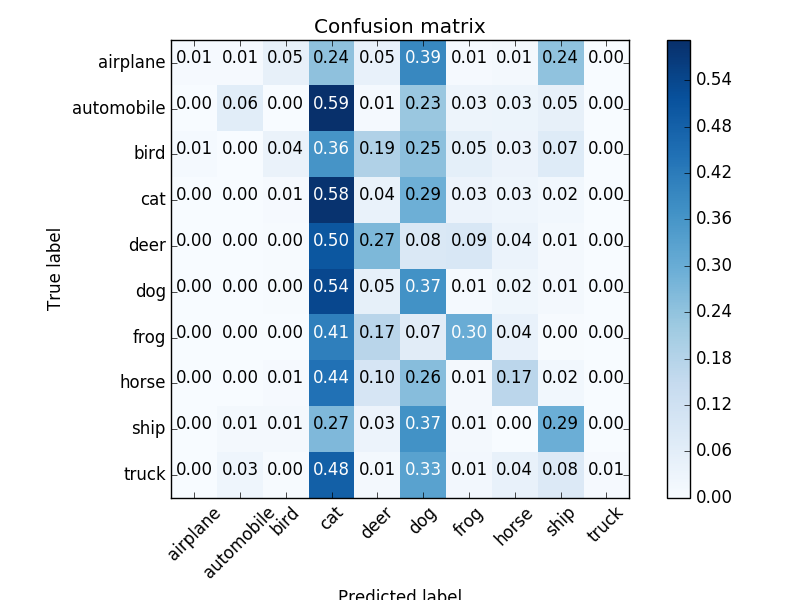 Confusion matrix
airplane 0.01 0.01 0.05 0.24 0.05 0.39 0.01 0.01 0.24 0.00
automobile 0.00 0.06 0.00 0.59 0.01 0.23 0.03 0.03 0.05 0.00
bird 0.01 0.00 0.04 0.36 0.19 0.25 0.05 0.03 0.07 0.00
cat 0.00 0.00 0.01 0.58 0.04 0.29 0.03 0.03 0.02 0.00
deer 0.00 0.00 0.00 0.50 0.27 0.08 0.09 0.04 0.01 0.00
dog 0.00 0.00 0.00 0.54 0.05 0.37 0.01 0.02 0.01 0.00
frog 0.00 0.00 0.00 0.41 0.17 0.07 0.30 0.04 0.00 0.00
horse 0.00 0.00 0.01 0.44 0.10 0.26 0.01 0.17 0.02 0.00
ship 0.00 0.01 0.01 0.27 0.03 0.37 0.01 0.00 0.29 0.00
truck 0.00 0.03 0.00 0.48 0.01 0.33 0.01 0.04 0.08 0.01
airplane automobile bird cat deer dog frog horse ship truck
True label
Predicted label
0.54
0.48
0.42
0.36
0.30
0.24
0.18
0.12
0.06
0.00